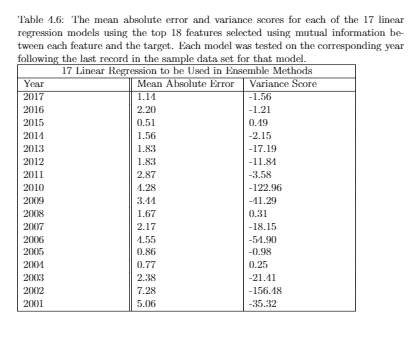 Table 4.6: The mean absolute error and variance scores for each of the 17 linear
regression models using the top 18 features selected using mutual information be-
tween each feature and the target. Each model was tested on the corresponding year
following the last record in the sample data set for that model.
17 Linear Regression to be Used in Ensemble Methods
Year Mean Absolute Error Variance Score
2017 1.14 -1.56
2016 2.20 -1.21
2015 0.51 0.49
2014 1.56 -2.15
2013 1.83 -17.19
2012 1.83 -11.84
2011 2.87 -3.58
2010 4.28 -122.96
2009 3.44 -41.29
2008 1.67 0.31
2007 2.17 -18.15
2006 4.55 -54.90
2005 0.86 -0.98
2004 0.77 0.25
2003 2.38 -21.41
2002 7.28 -156.48
2001 5.06 -35.32